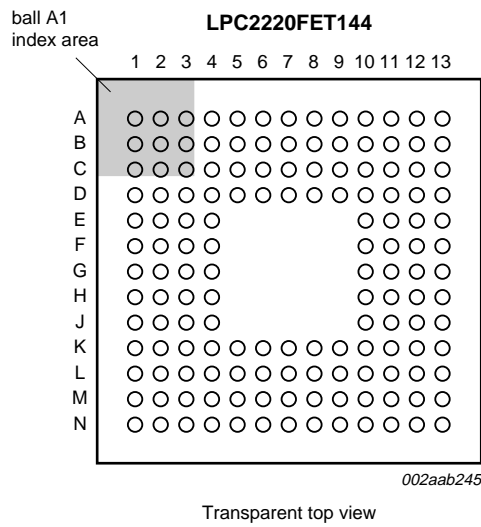 ball A1
index area
LPC2220FET144
1 2 3 4 5 6 7 8 9 10 11 12 13
A
B
C
D
E
F
G
H
J
K
L
M
N
002aab245
Transparent top view